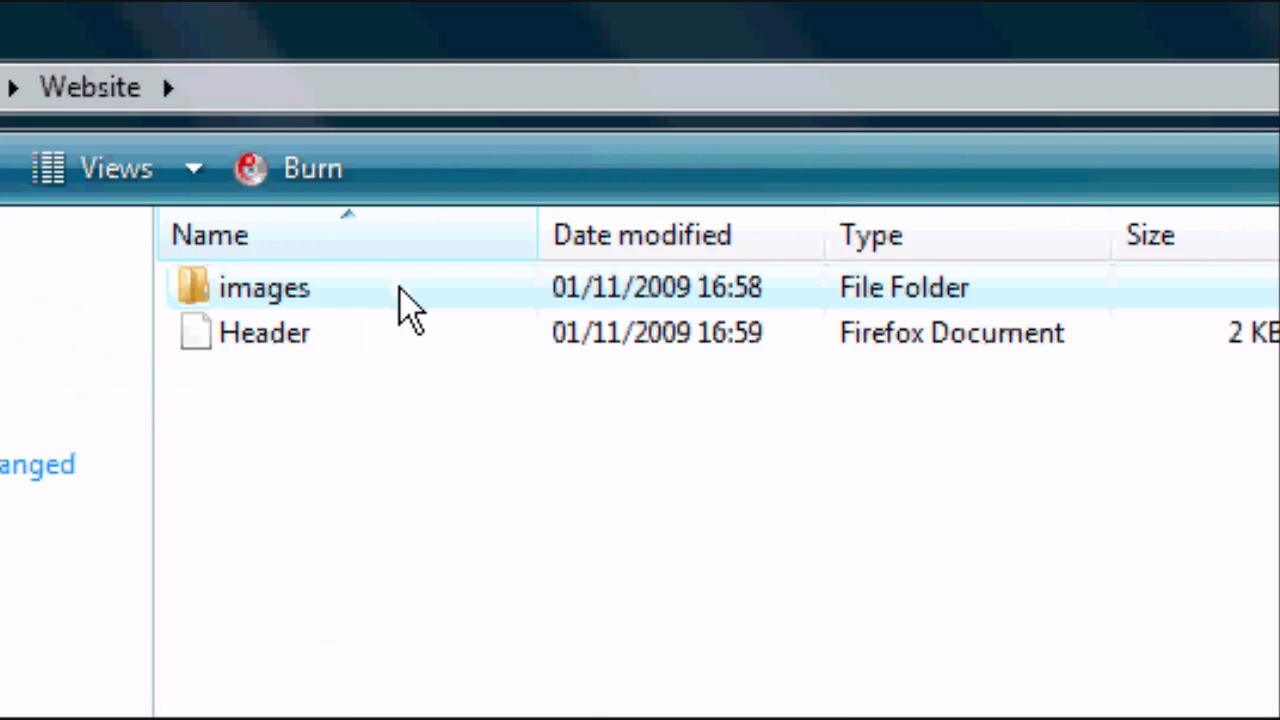 Website
Views Burn
Name Date modified Type Size
images 01/11/2009 16:58 File Folder
Header 01/11/2009 16:59 Firefox Document 2 KB
anged